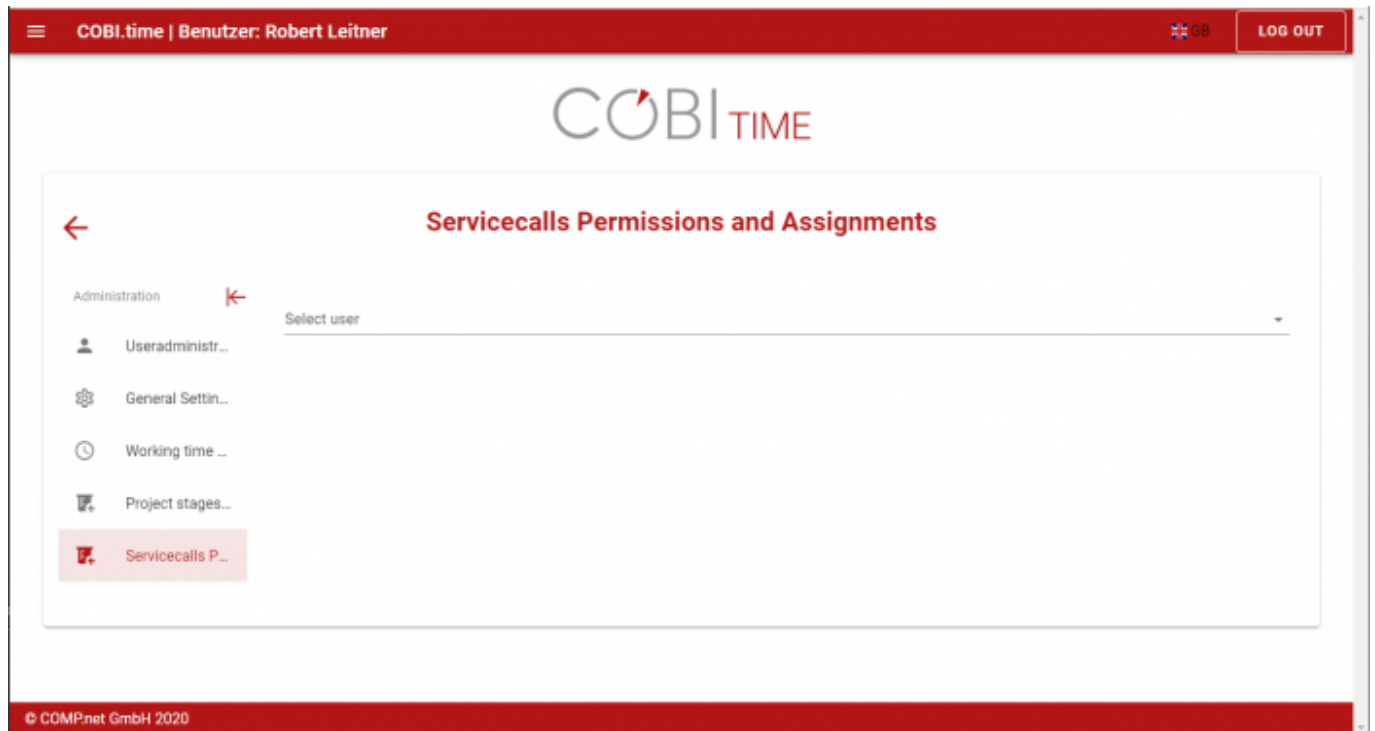 COBI.time | Benutzer: Robert Leitner
GB
LOG OUT
COBI TIME
Servicecalls Permissions and Assignments
Administration
Select user
Useradministr...
General Settin...
Working time ...
Project stages...
Servicecalls P...
© COMP.net GmbH 2020